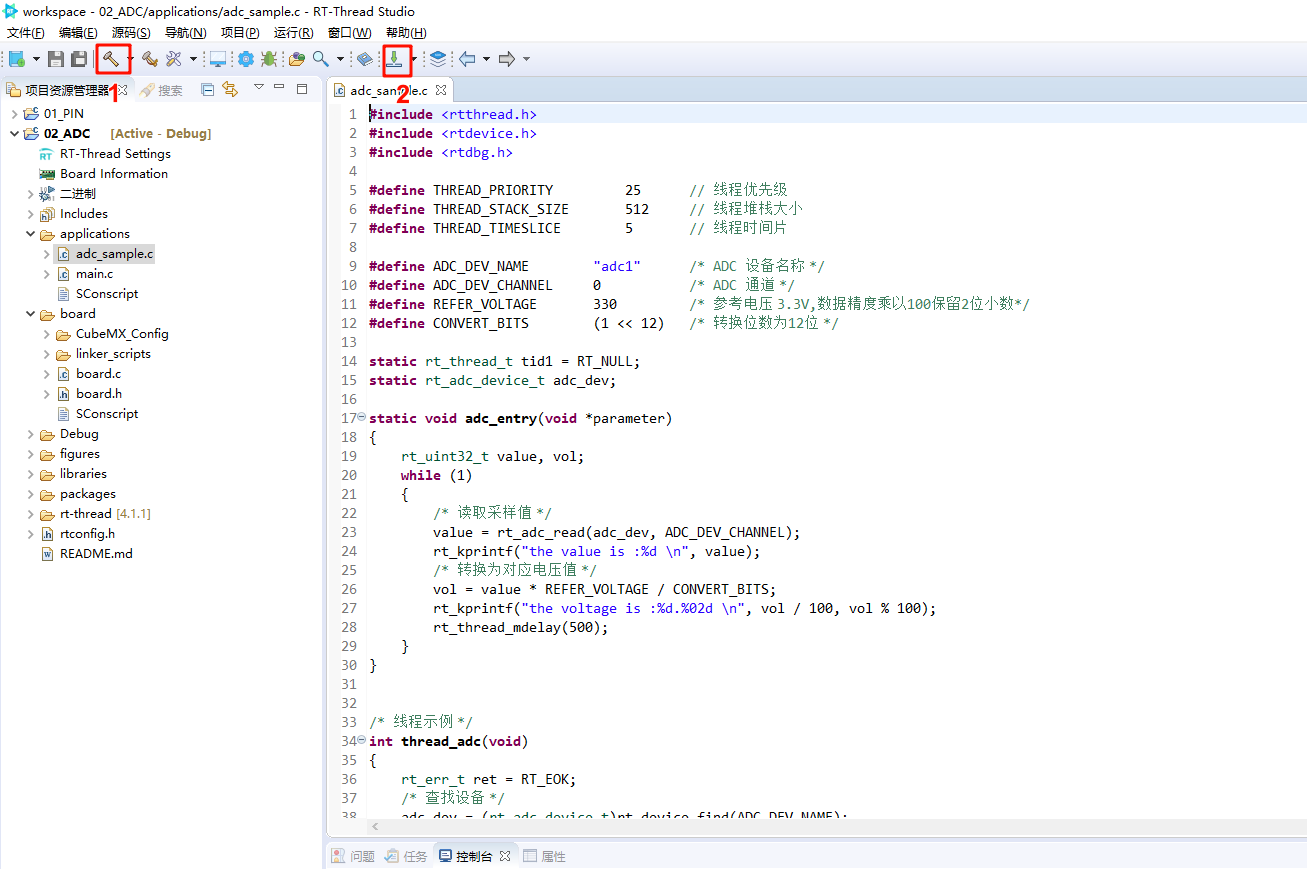 workspace - 02_ADC/applications/adc_sample.c - RT-Thread Studio
文件(F) 编辑(E) 源码(S) 导航(N) 项目(P) 运行(R) 窗口(W) 帮助(H)
1
2
项目资源管理器 搜索
01_PIN
02_ADC [Active - Debug]
RT-Thread Settings
Board Information
二进制
Includes
applications
adc_sample.c
main.c
SConscript
board
CubeMX_Config
linker_scripts
board.c
board.h
SConscript
Debug
figures
libraries
packages
rt-thread [4.1.1]
rtconfig.h
README.md
adc_sample.c
1 #include <rtthread.h>
2 #include <rtdevice.h>
3 #include <rtdbg.h>
4
5 #define THREAD_PRIORITY 25 // 线程优先级
6 #define THREAD_STACK_SIZE 512 // 线程堆栈大小
7 #define THREAD_TIMESLICE 5 // 线程时间片
8
9 #define ADC_DEV_NAME "adc1" /* ADC 设备名称 */
10 #define ADC_DEV_CHANNEL 0 /* ADC 通道 */
11 #define REFER_VOLTAGE 330 /* 参考电压 3.3V,数据精度乘以100保留2位小数*/
12 #define CONVERT_BITS (1 << 12) /* 转换位数为12位 */
13
14 static rt_thread_t tid1 = RT_NULL;
15 static rt_adc_device_t adc_dev;
16
17 static void adc_entry(void *parameter)
18 {
19 rt_uint32_t value, vol;
20 while (1)
21 {
22 /* 读取采样值 */
23 value = rt_adc_read(adc_dev, ADC_DEV_CHANNEL);
24 rt_kprintf("the value is :%d \n", value);
25 /* 转换为对应电压值 */
26 vol = value * REFER_VOLTAGE / CONVERT_BITS;
27 rt_kprintf("the voltage is :%d.%02d \n", vol / 100, vol % 100);
28 rt_thread_mdelay(500);
29 }
30 }
31
32
33 /* 线程示例 */
34 int thread_adc(void)
35 {
36 rt_err_t ret = RT_EOK;
37 /* 查找设备 */
38 adc_dev = (rt_adc_device_t)rt_device_find(ADC_DEV_NAME);
问题 任务 控制台 属性